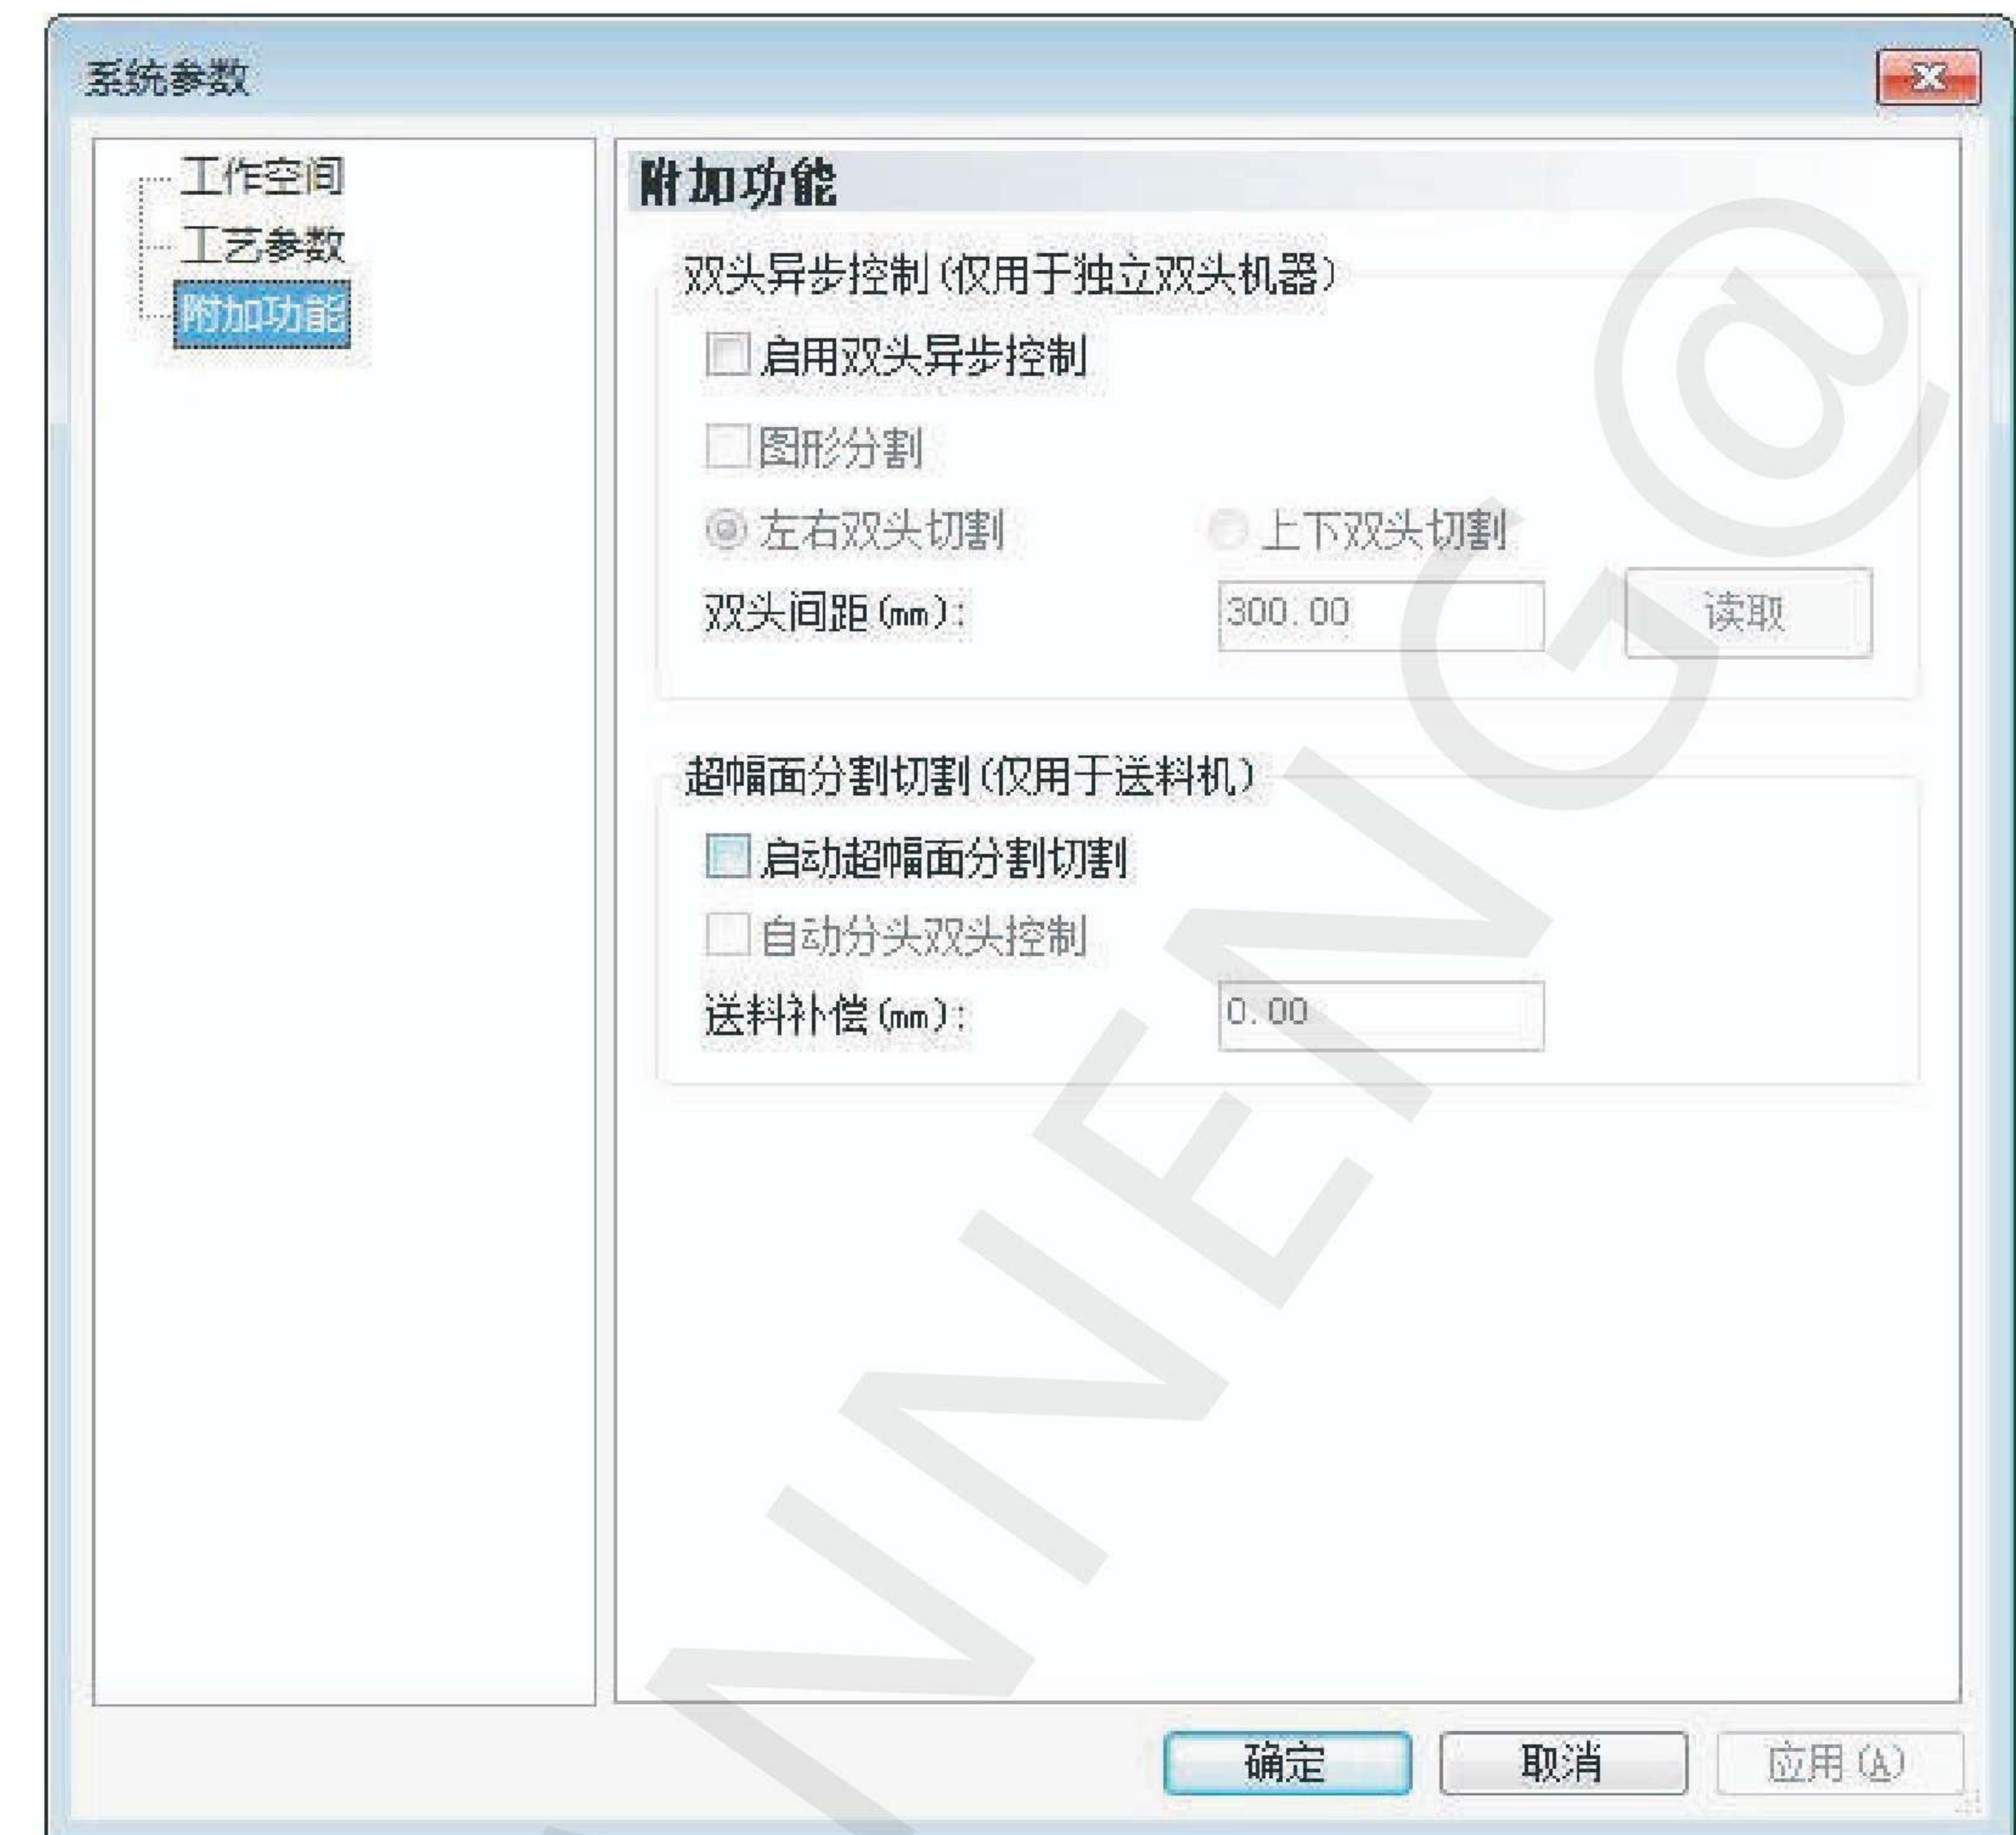 系统参数
工作空间
工艺参数
附加功能
附加功能
双头异步控制(仅用于独立双头机器)
启用双头异步控制
图形分割
左右双头切割 上下双头切割
双头间距(mm): 300.00 读取
超幅面分割切割(仅用于送料机)
启动超幅面分割切割
自动分头双头控制
送料补偿(mm): 0.00
确定 取消 应用(A)
NNENG@